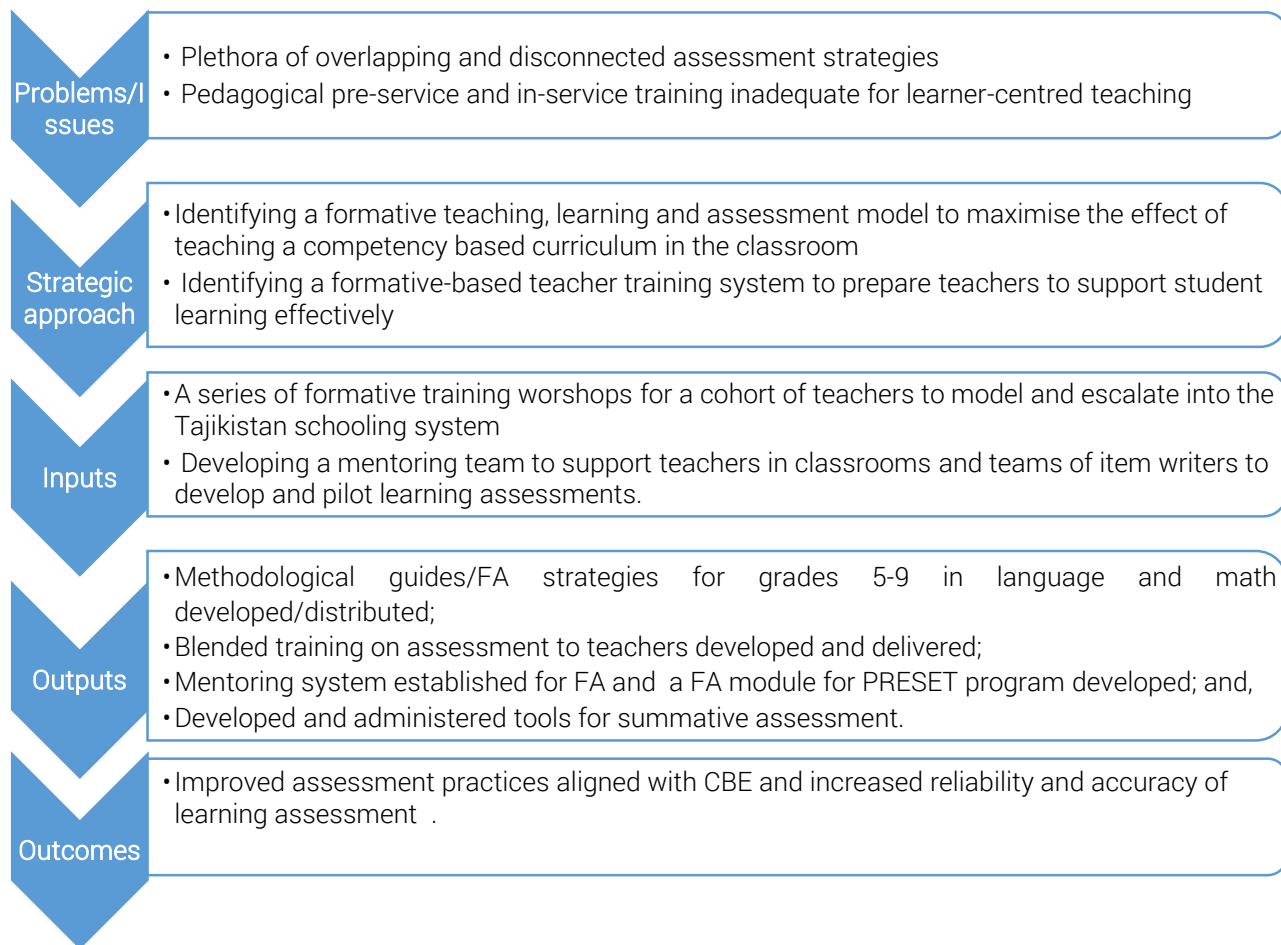 Problems/I
ssues
• Plethora of overlapping and disconnected assessment strategies
• Pedagogical pre-service and in-service training inadequate for learner-centred teaching
Strategic
approach
• Identifying a formative teaching, learning and assessment model to maximise the effect of
teaching a competency based curriculum in the classroom
• Identifying a formative-based teacher training system to prepare teachers to support student
learning effectively
Inputs
• A series of formative training worshops for a cohort of teachers to model and escalate into the
Tajikistan schooling system
• Developing a mentoring team to support teachers in classrooms and teams of item writers to
develop and pilot learning assessments.
Outputs
• Methodological guides/FA strategies for grades 5-9 in language and math
developed/distributed;
• Blended training on assessment to teachers developed and delivered;
• Mentoring system established for FA and a FA module for PRESET program developed; and,
• Developed and administered tools for summative assessment.
Outcomes
• Improved assessment practices aligned with CBE and increased reliability and accuracy of
learning assessment .